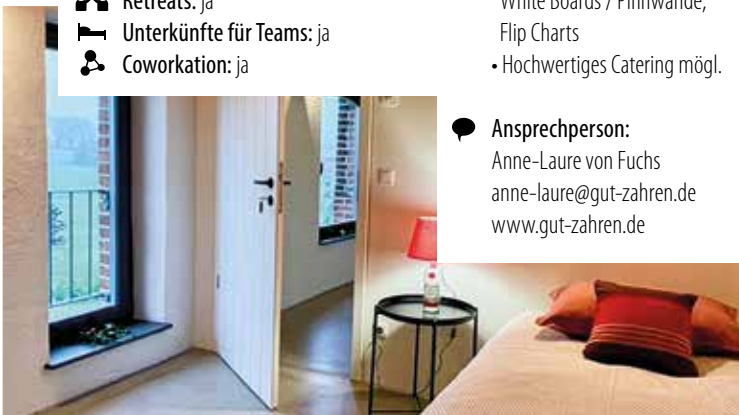 Retreats: ja
Unterkünfte für Teams: ja
Coworkation: ja
White Boards / Pinnwände,
Flip Charts
• Hochwertiges Catering mögl.
Ansprechperson:
Anne-Laure von Fuchs
anne-laure@gut-zahren.de
www.gut-zahren.de